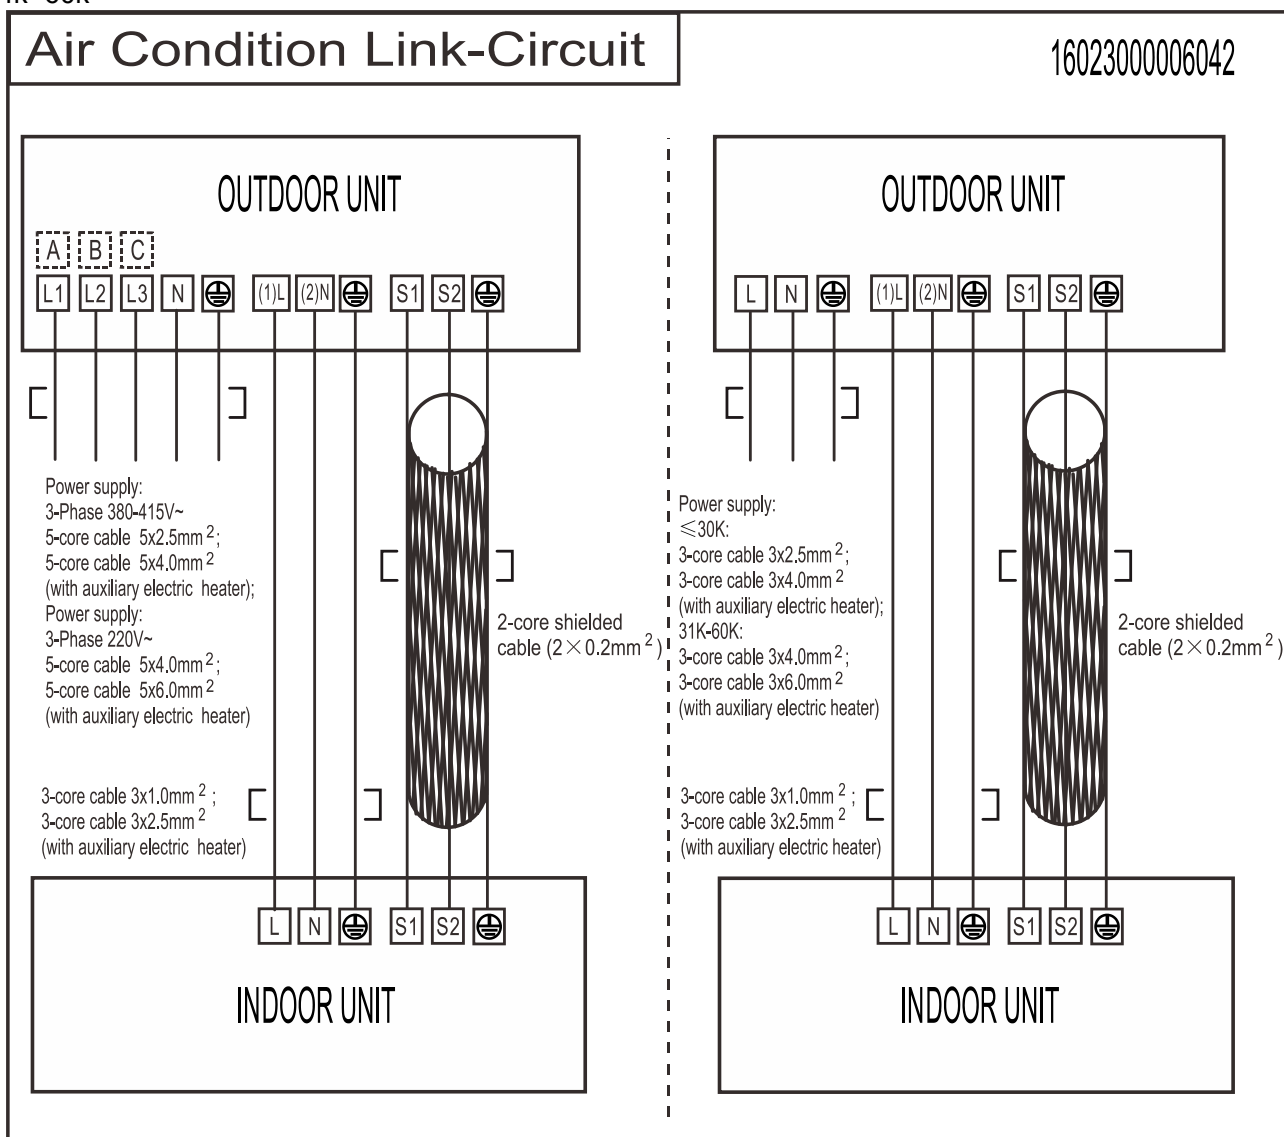 Air Condition Link-Circuit
16023000006042
OUTDOOR UNIT
A B C
L1 L2 L3 N (1)L (2)N S1 S2
Power supply:
3-Phase 380-415V~
5-core cable 5x2.5mm²;
5-core cable 5x4.0mm²
(with auxiliary electric heater);
Power supply:
3-Phase 220V~
5-core cable 5x4.0mm²;
5-core cable 5x6.0mm²
(with auxiliary electric heater)
2-core shielded
cable (2×0.2mm²)
3-core cable 3x1.0mm²;
3-core cable 3x2.5mm²
(with auxiliary electric heater)
L N S1 S2
INDOOR UNIT
OUTDOOR UNIT
L N (1)L (2)N S1 S2
Power supply:
≤30K:
3-core cable 3x2.5mm²;
3-core cable 3x4.0mm²
(with auxiliary electric heater);
31K-60K:
3-core cable 3x4.0mm²;
3-core cable 3x6.0mm²
(with auxiliary electric heater)
2-core shielded
cable (2×0.2mm²)
3-core cable 3x1.0mm²;
3-core cable 3x2.5mm²
(with auxiliary electric heater)
L N S1 S2
INDOOR UNIT